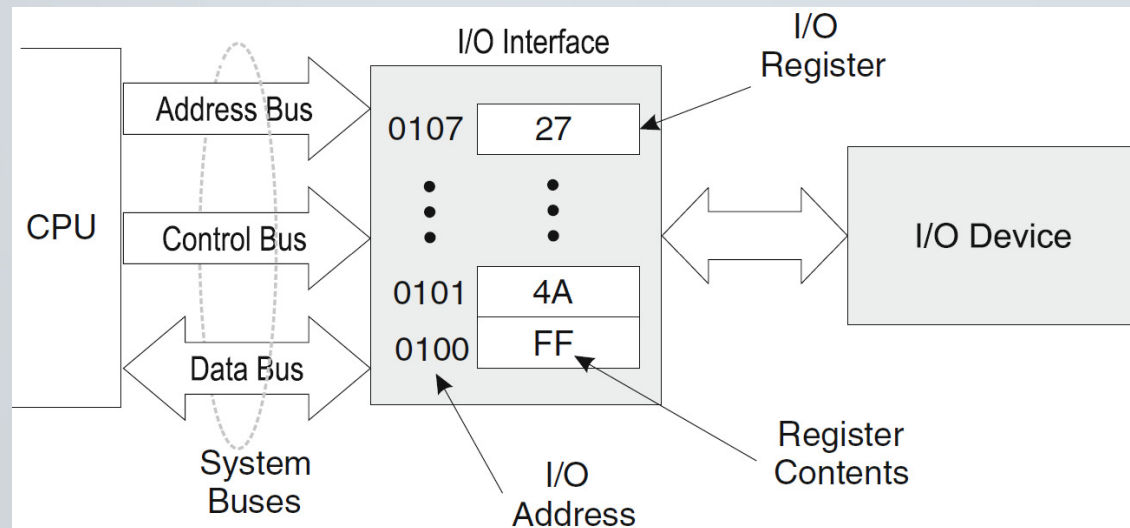 I/O Interface
I/O
Register
Address Bus
0107 27
CPU
Control Bus
I/O Device
0101 4A
0100 FF
Data Bus
System
Buses
I/O
Address
Register
Contents